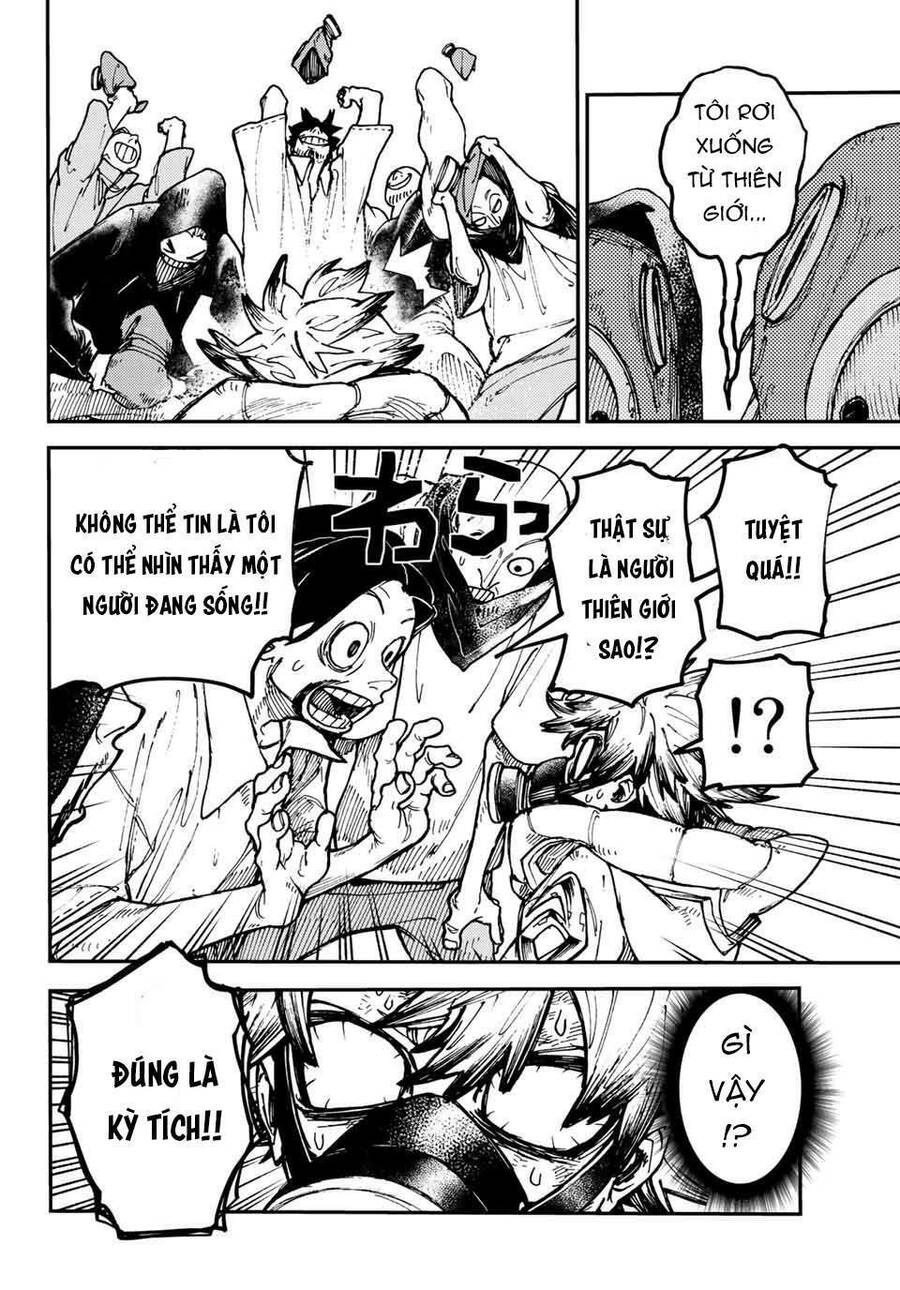 TÔI RƠI
XUỐNG
TỪ THIÊN
GIỚI...
TUYỆT
QUÁ!!
THẬT SỰ
LÀ NGƯỜI
THIÊN GIỚI
SAO!?
!?
わらっ
KHÔNG THỂ TIN LÀ TÔI
CÓ THỂ NHÌN THẤY MỘT
NGƯỜI ĐANG SỐNG!!
GÌ
VẬY
!?
ĐÚNG LÀ
KỲ TÍCH!!